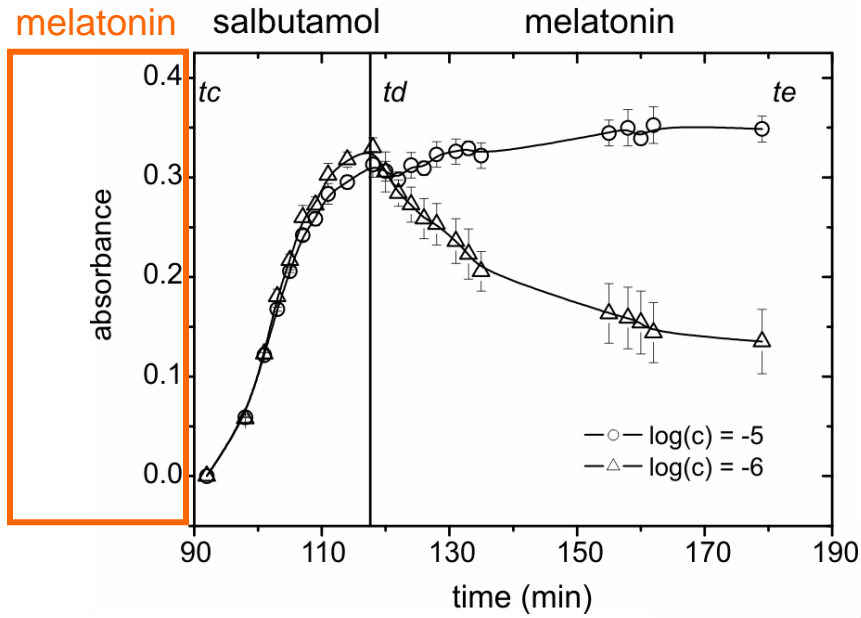 melatonin salbutamol melatonin
tc td te
0.4
0.3
0.2
0.1
0.0
absorbance
log(c) = -5
log(c) = -6
90 110 130 150 170 190
time (min)